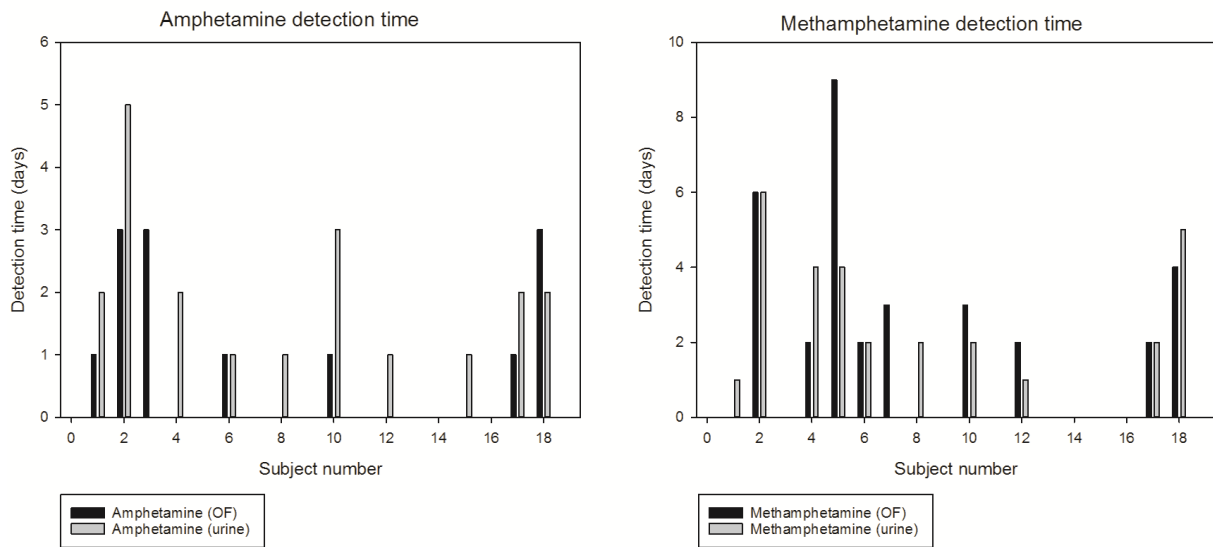 Amphetamine detection time
6
5
4
3
2
1
0
Detection time (days)
0 2 4 6 8 10 12 14 16 18
Subject number
Amphetamine (OF)
Amphetamine (urine)
Methamphetamine detection time
10
8
6
4
2
0
Detection time (days)
0 2 4 6 8 10 12 14 16 18
Subject number
Methamphetamine (OF)
Methamphetamine (urine)